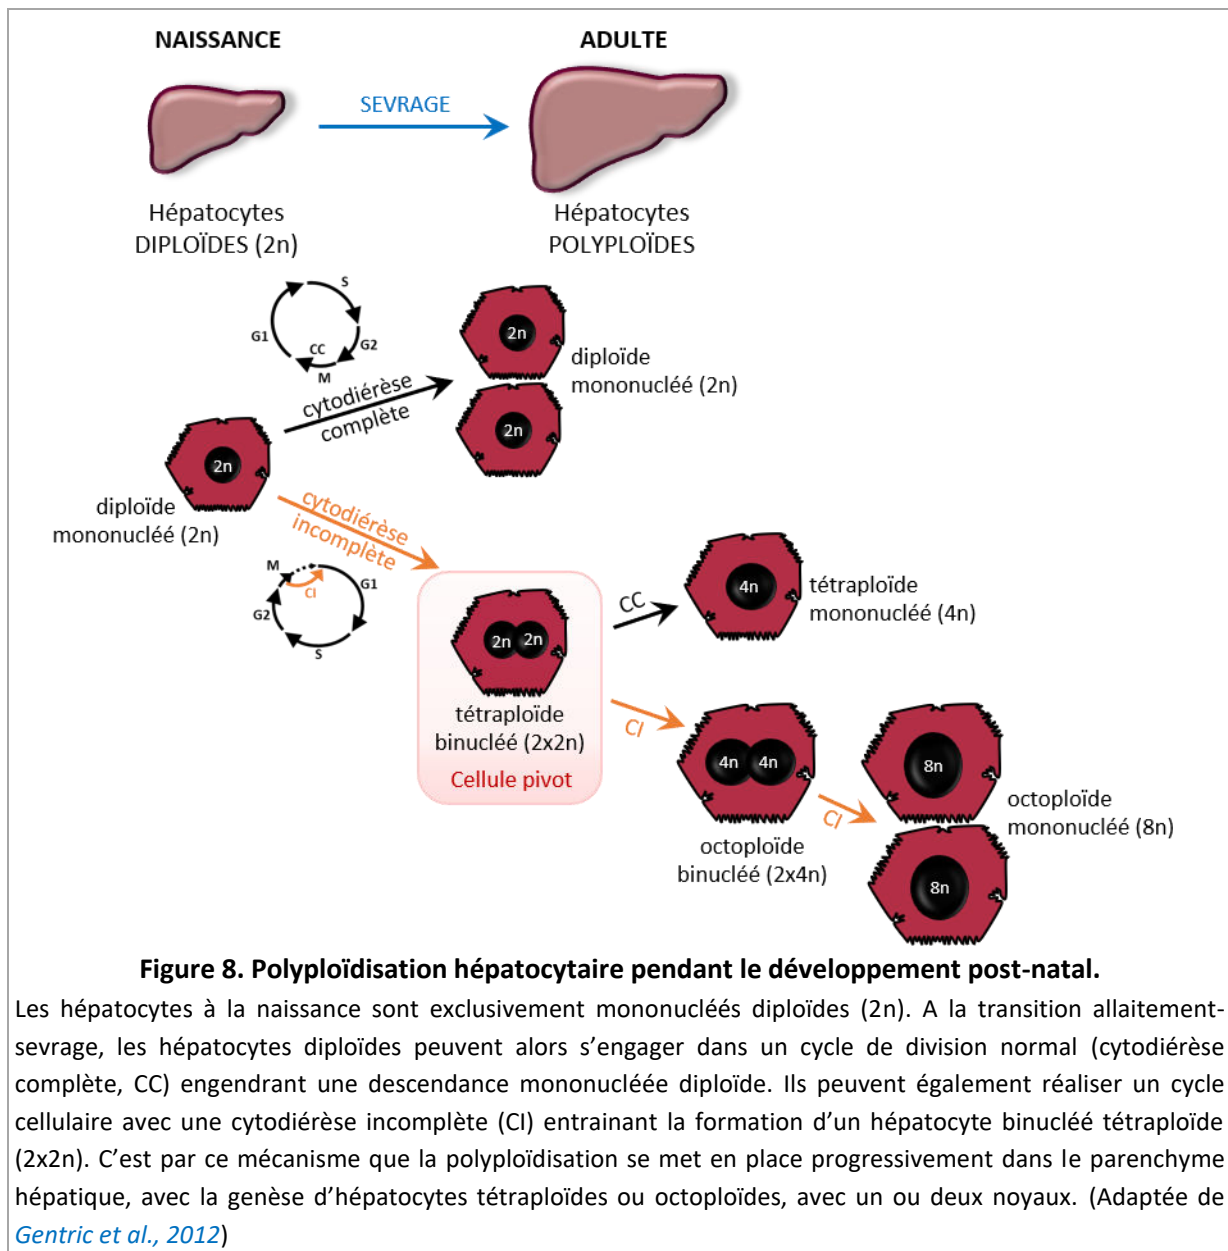 NAISSANCE
ADULTE
SEVRAGE
Hépatocytes
DIPLOÏDES (2n)
Hépatocytes
POLYPLOÏDES
S
G1
G2
CC
M
2n
2n
diploïde
mononucléé (2n)
cytodiérèse
complète
2n
diploïde
mononucléé (2n)
cytodiérèse
incomplète
M
CI
G1
G2
S
2n 2n
tétraploïde
binucléé (2x2n)
Cellule pivot
CC
4n
tétraploïde
mononucléé (4n)
CI
4n 4n
octoploïde
binucléé (2x4n)
CI
8n
8n
octoploïde
mononucléé (8n)
Figure 8. Polyploïdisation hépatocytaire pendant le développement post-natal.
Les hépatocytes à la naissance sont exclusivement mononucléés diploïdes (2n). A la transition allaitement-
sevrage, les hépatocytes diploïdes peuvent alors s’engager dans un cycle de division normal (cytodiérèse
complète, CC) engendrant une descendance mononucléée diploïde. Ils peuvent également réaliser un cycle
cellulaire avec une cytodiérèse incomplète (CI) entrainant la formation d’un hépatocyte binucléé tétraploïde
(2x2n). C’est par ce mécanisme que la polyploïdisation se met en place progressivement dans le parenchyme
hépatique, avec la genèse d’hépatocytes tétraploïdes ou octoploïdes, avec un ou deux noyaux. (Adaptée de
Gentric et al., 2012)